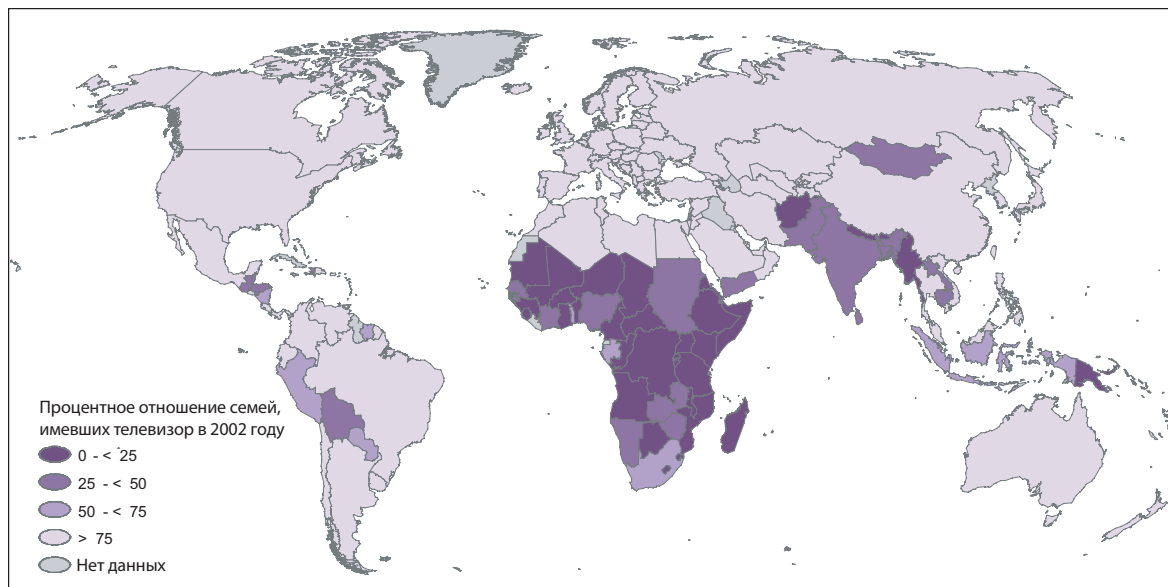 Процентное отношение семей,
имевших телевизор в 2002 году
0 - < 25
25 - < 50
50 - < 75
> 75
Нет данных